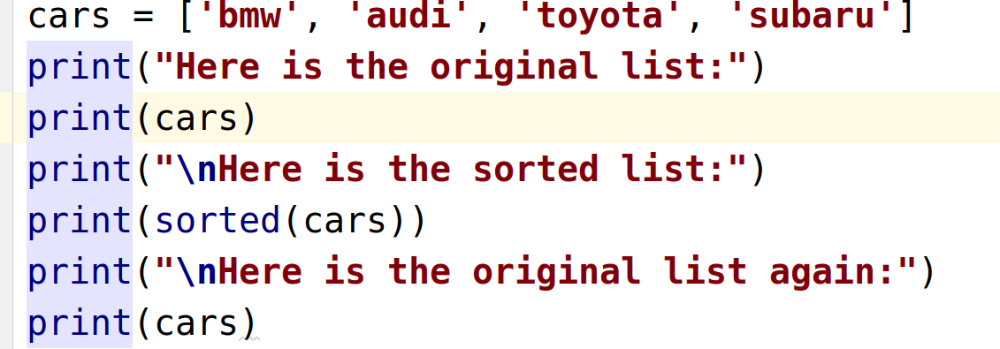 cars = ['bmw', 'audi', 'toyota', 'subaru']
print("Here is the original list:")
print(cars)
print("\nHere is the sorted list:")
print(sorted(cars))
print("\nHere is the original list again:")
print(cars)